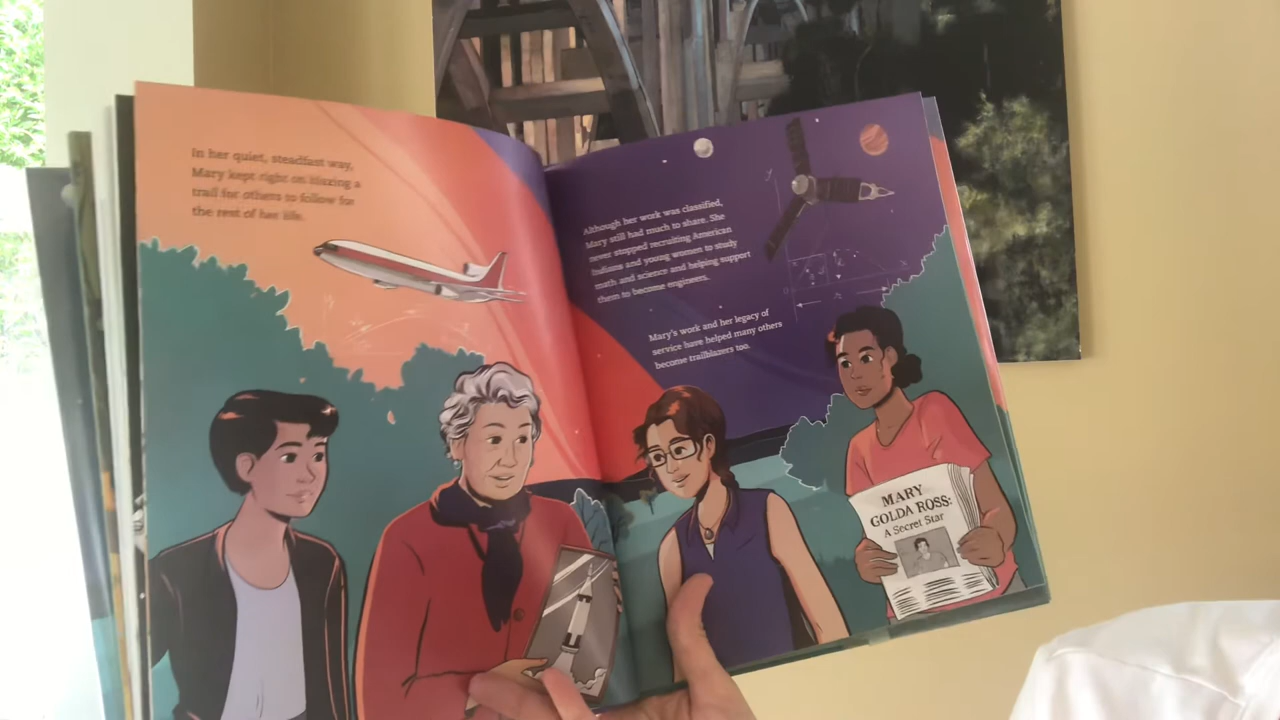 In her quiet, steadfast way,
Mary kept right on blazing a
trail for others to follow for
the rest of her life.
Although her work was classified,
Mary still had much to share. She
never stopped recruiting American
Indians and young women to study
math and science and helping support
them to become engineers.
Mary's work and her legacy of
service have helped many others
become trailblazers too.
MARY
GOLDA ROSS:
A Secret Star